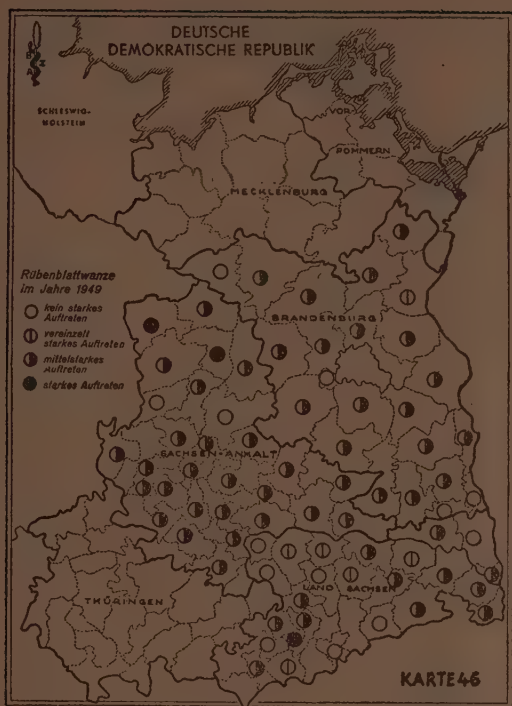 DEUTSCHE
DEMOKRATISCHE REPUBLIK
SCHLESWIG-
HOLSTEIN
VOR
POMMERN
MECKLENBURG
Rübenblattwanze
im Jahre 1949
kein starkes
Auftreten
vereinzelt
starkes Auftreten
mittelstarkes
Auftreten
starkes Auftreten
BRANDENBURG
SACHSEN-ANHALT
THÜRINGEN
LAND SACHSEN
KARTE 46